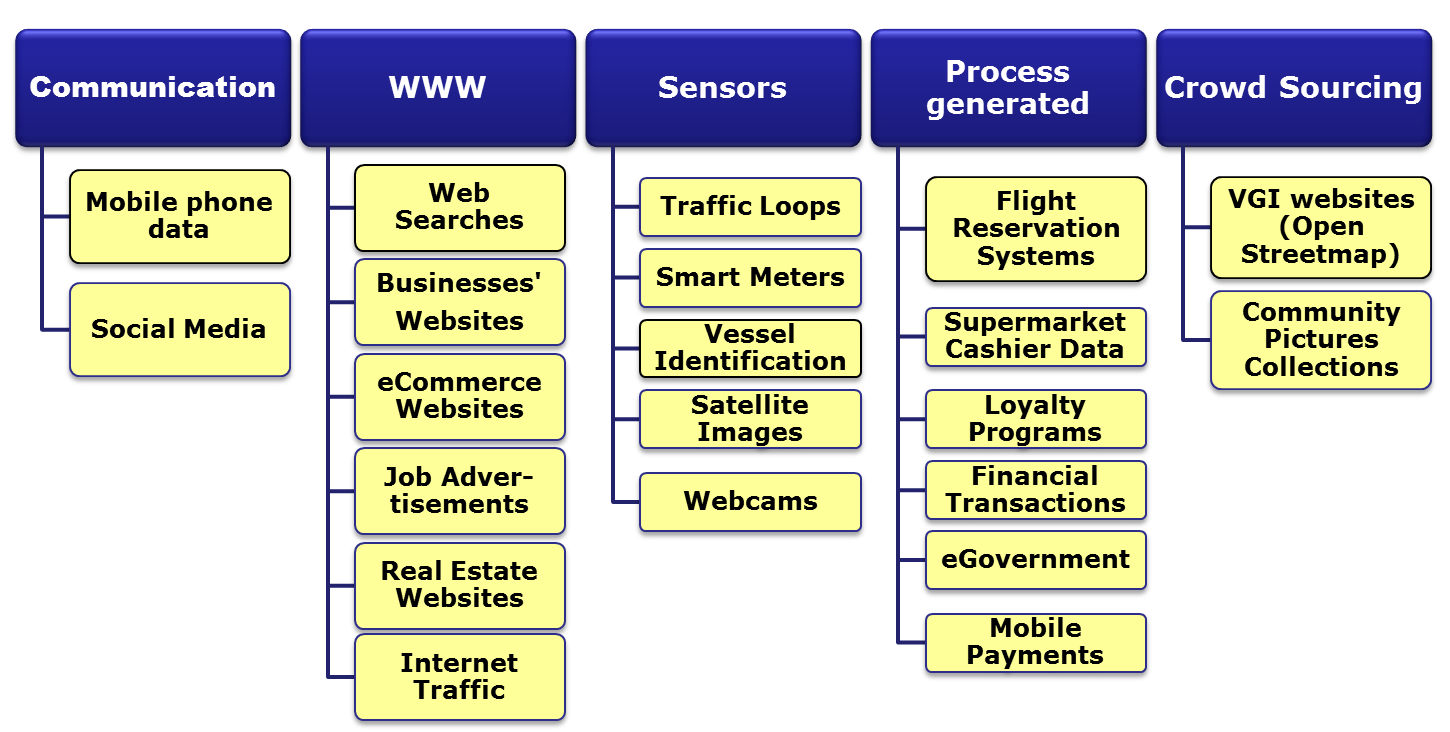 Communication
Mobile phone
data
Social Media
WWW
Web
Searches
Businesses'
Websites
eCommerce
Websites
Job Adver-
tisements
Real Estate
Websites
Internet
Traffic
Sensors
Traffic Loops
Smart Meters
Vessel
Identification
Satellite
Images
Webcams
Process
generated
Flight
Reservation
Systems
Supermarket
Cashier Data
Loyalty
Programs
Financial
Transactions
eGovernment
Mobile
Payments
Crowd Sourcing
VGI websites
(Open
Streetmap)
Community
Pictures
Collections